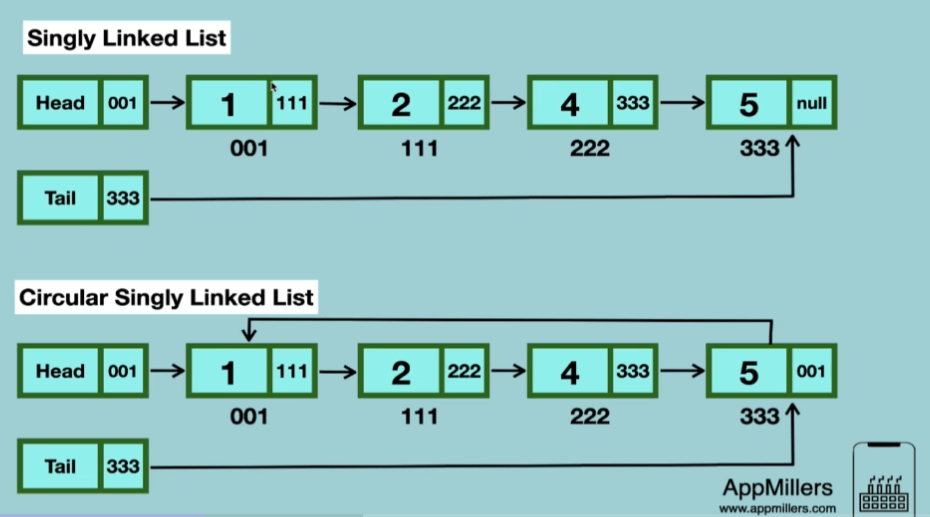 Singly Linked List
Head 001 1 111 2 222 4 333 5 null
001 111 222 333
Tail 333
Circular Singly Linked List
Head 001 1 111 2 222 4 333 5 001
001 111 222 333
Tail 333
AppMillers
www.appmillers.com